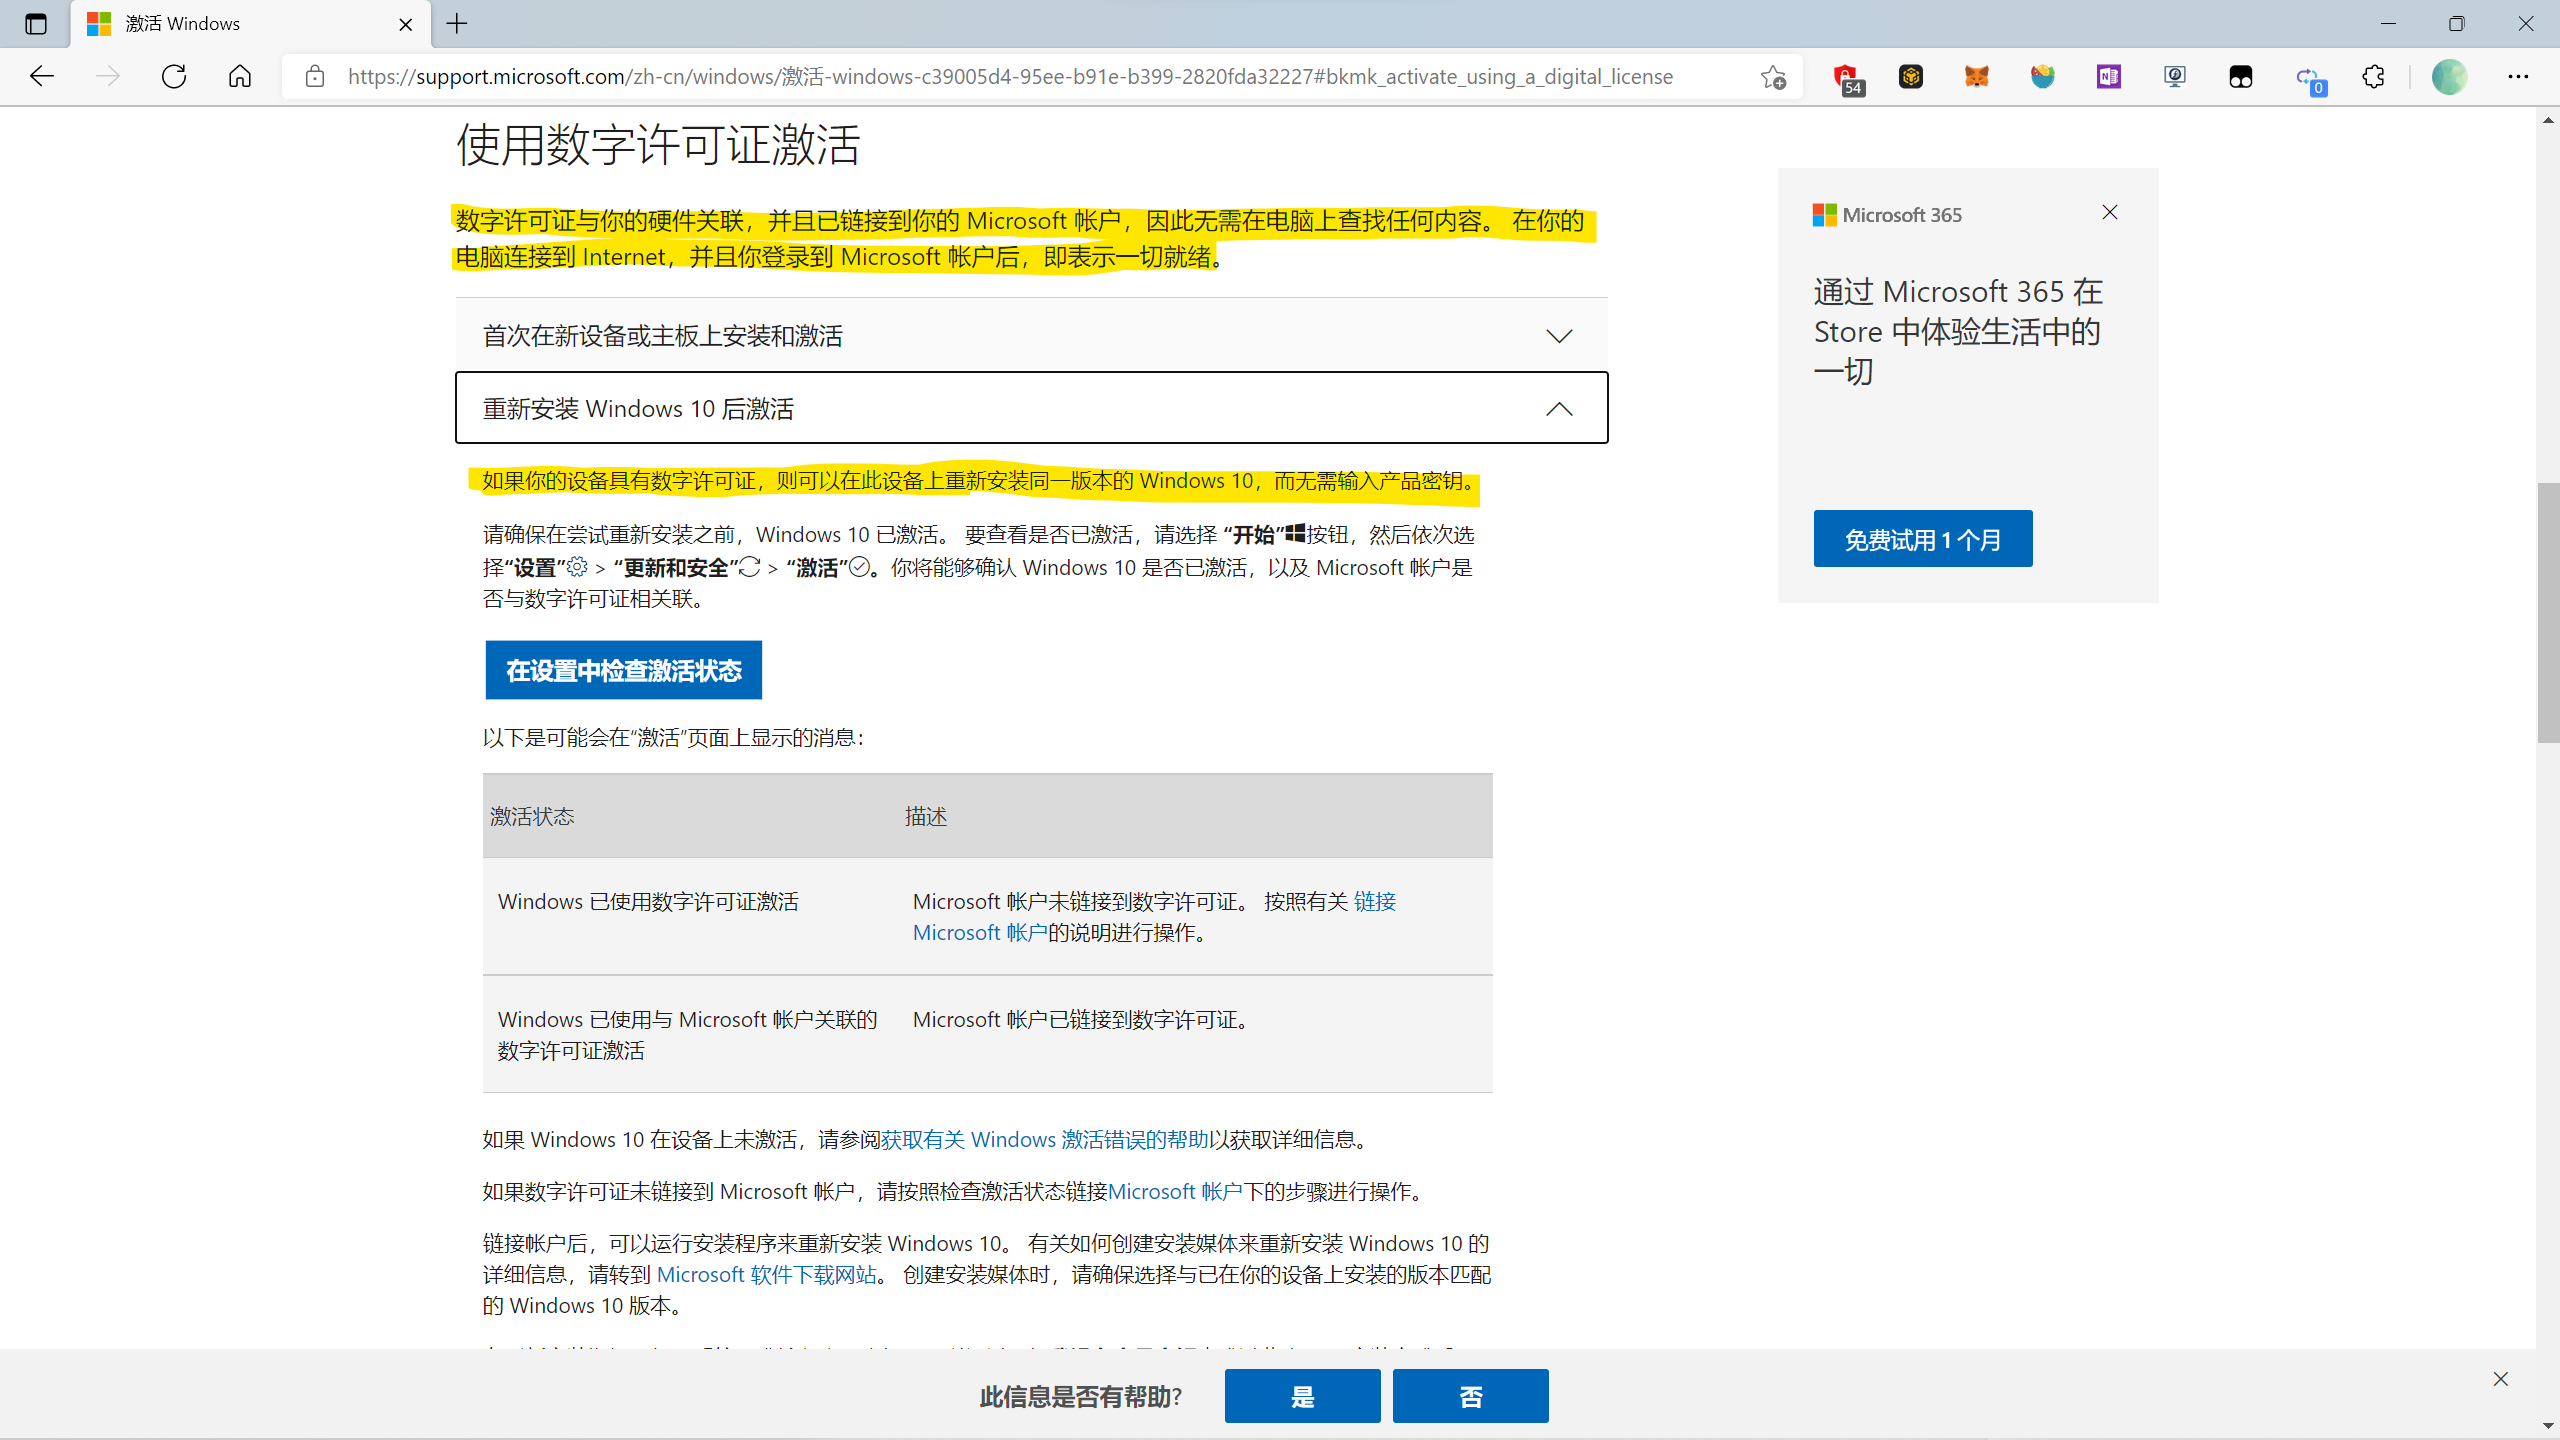 激活 Windows
https://support.microsoft.com/zh-cn/windows/激活-windows-c39005d4-95ee-b91e-b399-2820fda32227#bkmk_activate_using_a_digital_license
54
0
使用数字许可证激活
数字许可证与你的硬件关联，并且已链接到你的 Microsoft 帐户，因此无需在电脑上查找任何内容。 在你的
电脑连接到 Internet，并且你登录到 Microsoft 帐户后，即表示一切就绪。
首次在新设备或主板上安装和激活
重新安装 Windows 10 后激活
如果你的设备具有数字许可证，则可以在此设备上重新安装同一版本的 Windows 10，而无需输入产品密钥。
请确保在尝试重新安装之前，Windows 10 已激活。 要查看是否已激活，请选择 “开始”按钮，然后依次选
择“设置” > “更新和安全” > “激活”。你将能够确认 Windows 10 是否已激活，以及 Microsoft 帐户是
否与数字许可证相关联。
在设置中检查激活状态
以下是可能会在“激活”页面上显示的消息：
激活状态 描述
Windows 已使用数字许可证激活 Microsoft 帐户未链接到数字许可证。 按照有关 链接
Microsoft 帐户的说明进行操作。
Windows 已使用与 Microsoft 帐户关联的 Microsoft 帐户已链接到数字许可证。
数字许可证激活
如果 Windows 10 在设备上未激活，请参阅获取有关 Windows 激活错误的帮助以获取详细信息。
如果数字许可证未链接到 Microsoft 帐户，请按照检查激活状态链接Microsoft 帐户下的步骤进行操作。
链接帐户后，可以运行安装程序来重新安装 Windows 10。 有关如何创建安装媒体来重新安装 Windows 10 的
详细信息，请转到 Microsoft 软件下载网站。 创建安装媒体时，请确保选择与已在你的设备上安装的版本匹配
的 Windows 10 版本。
Microsoft 365
通过 Microsoft 365 在
Store 中体验生活中的
一切
免费试用 1 个月
此信息是否有帮助?
是
否